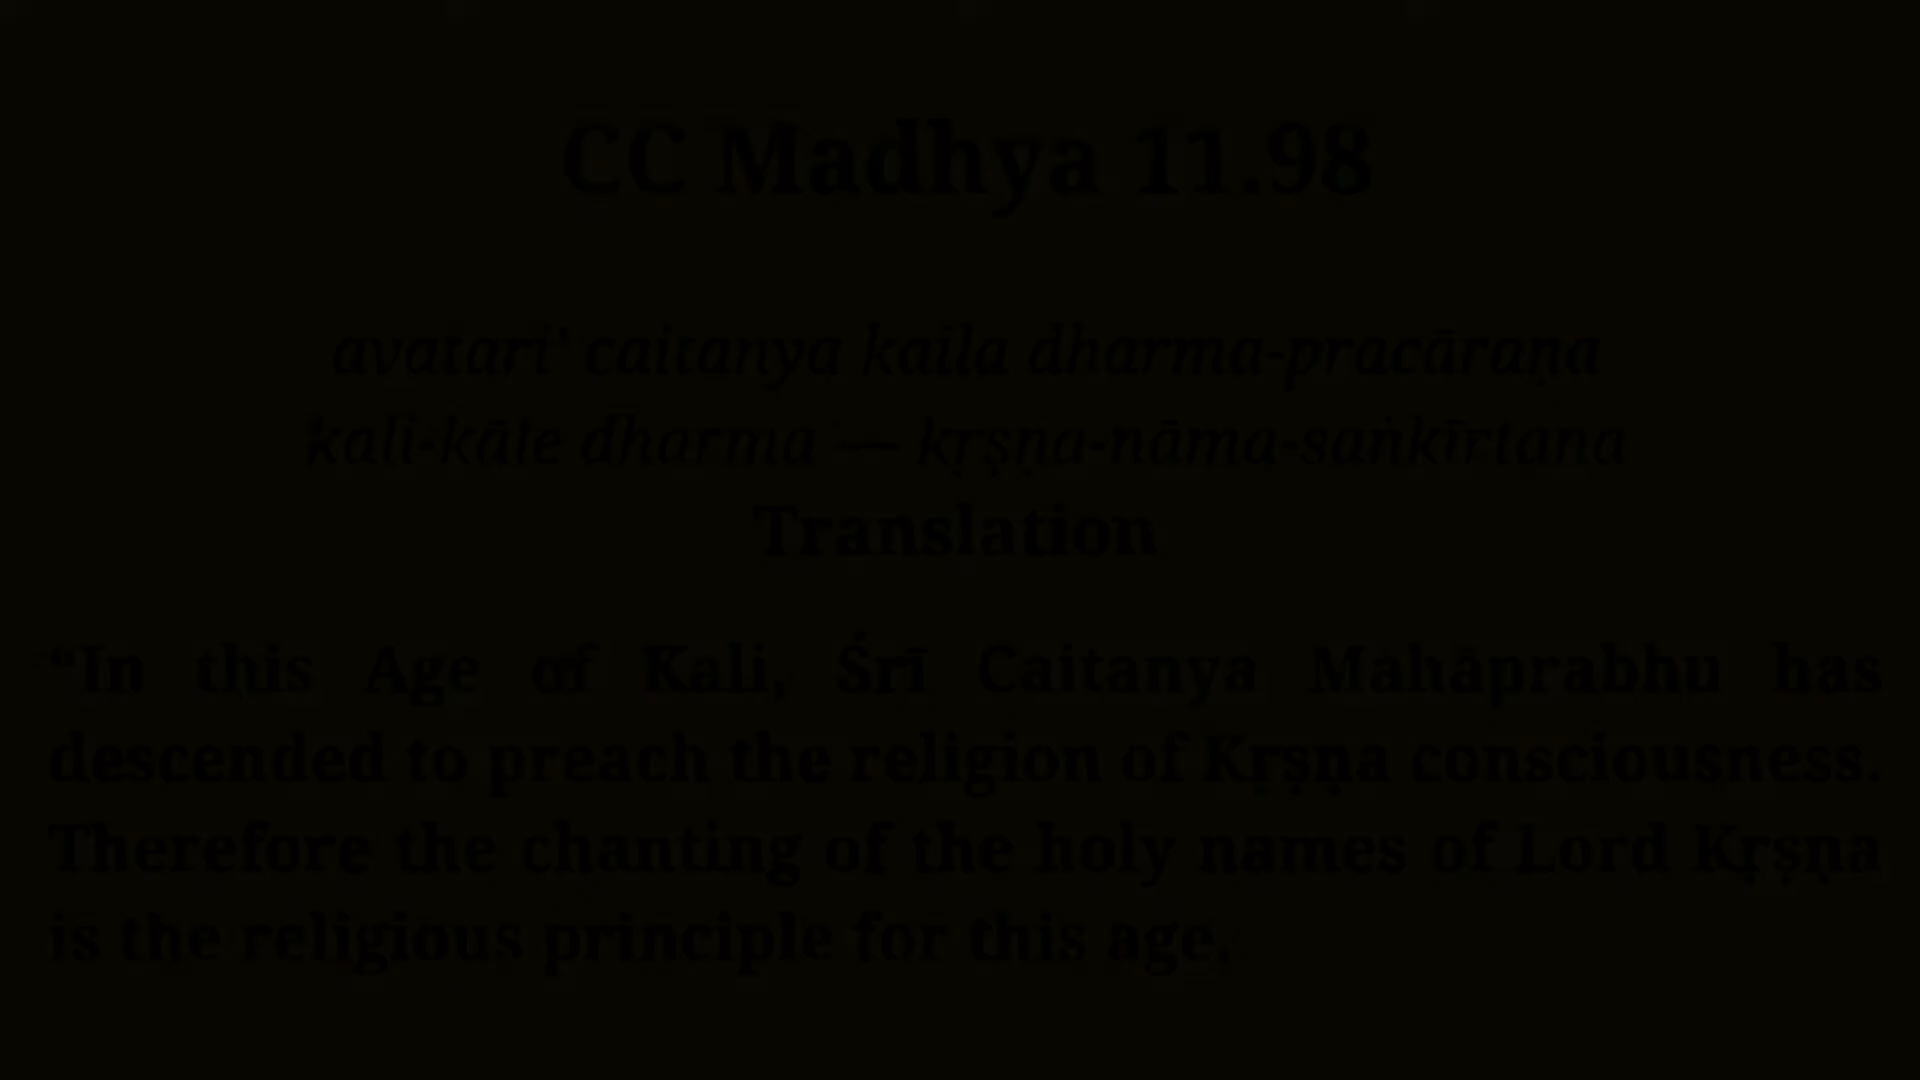 CC Madhya 11.98
avatari' caitanya kaila dharma-pracāraṇa
kali-kāle dharma — kṛṣṇa-nāma-saṅkīrtana
Translation
"In this Age of Kali, Śrī Caitanya Mahāprabhu has
descended to preach the religion of Kṛṣṇa consciousness.
Therefore the chanting of the holy names of Lord Kṛṣṇa
is the religious principle for this age.